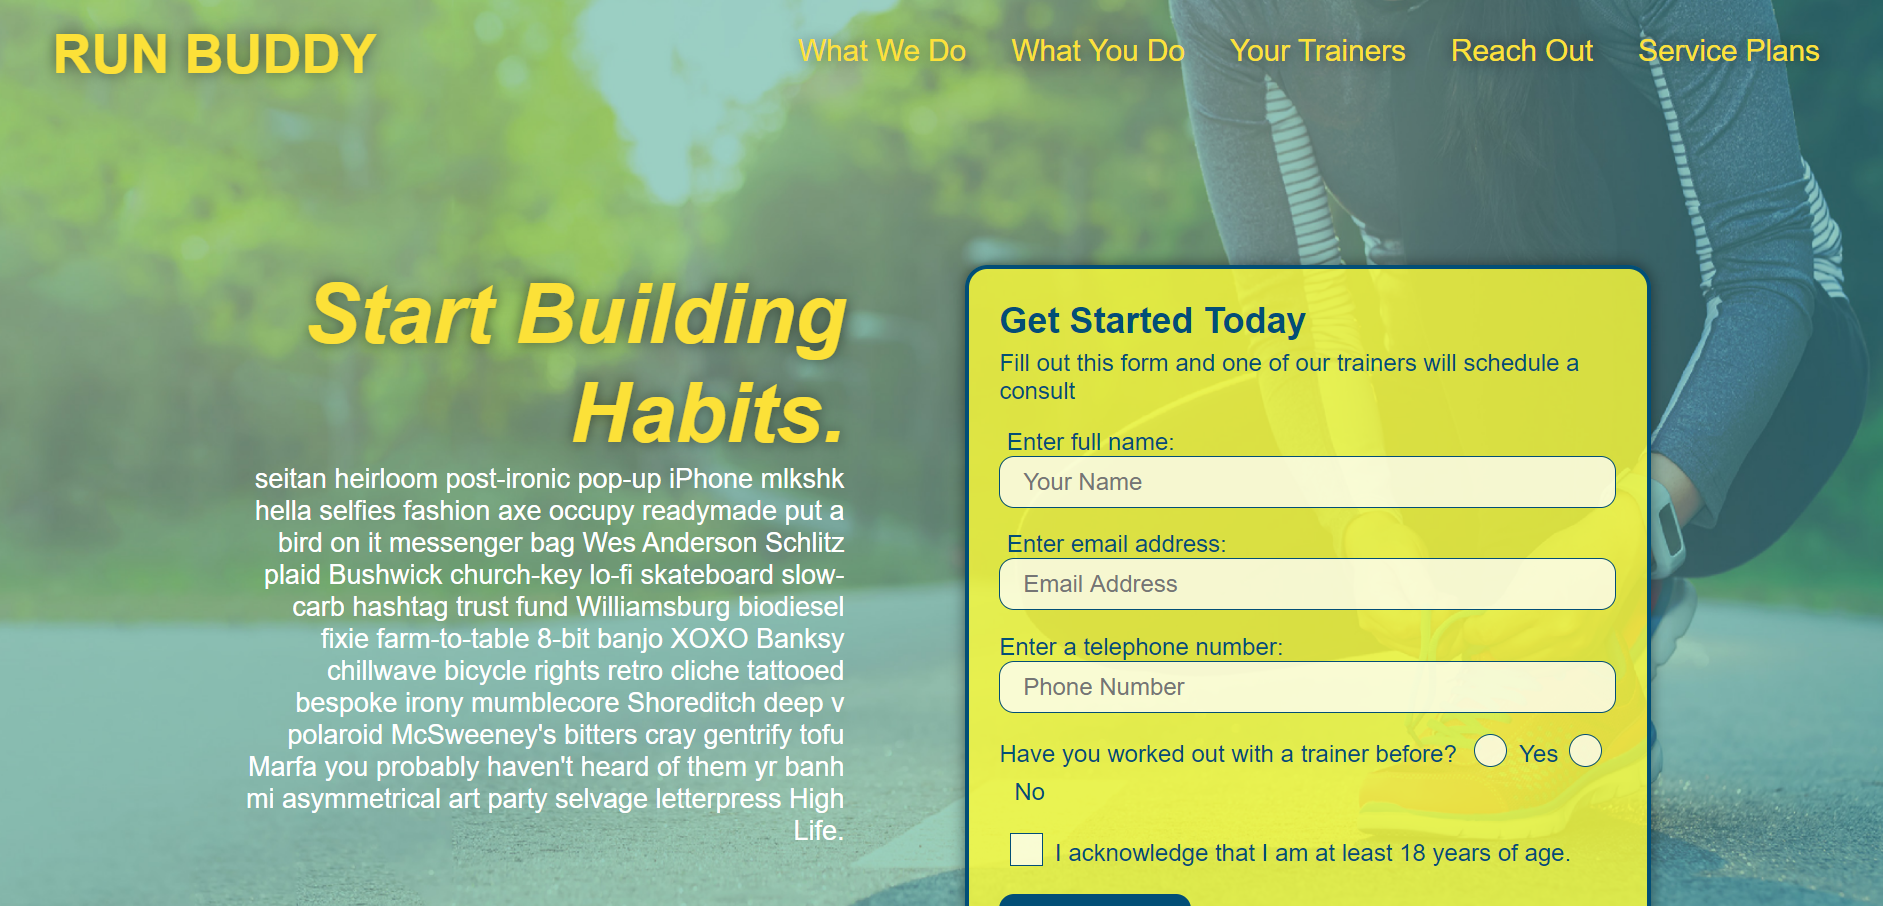 RUN BUDDY
What We Do
What You Do
Your Trainers
Reach Out
Service Plans
Start Building
Habits.
seitan heirloom post-ironic pop-up iPhone mlkshk
hella selfies fashion axe occupy readymade put a
bird on it messenger bag Wes Anderson Schlitz
plaid Bushwick church-key lo-fi skateboard slow-
carb hashtag trust fund Williamsburg biodiesel
fixie farm-to-table 8-bit banjo XOXO Banksy
chillwave bicycle rights retro cliche tattooed
bespoke irony mumblecore Shoreditch deep v
polaroid McSweeney's bitters cray gentrify tofu
Marfa you probably haven't heard of them yr banh
mi asymmetrical art party selvage letterpress High
Life.
Get Started Today
Fill out this form and one of our trainers will schedule a
consult
Enter full name:
Your Name
Enter email address:
Email Address
Enter a telephone number:
Phone Number
Have you worked out with a trainer before? Yes
No
I acknowledge that I am at least 18 years of age.